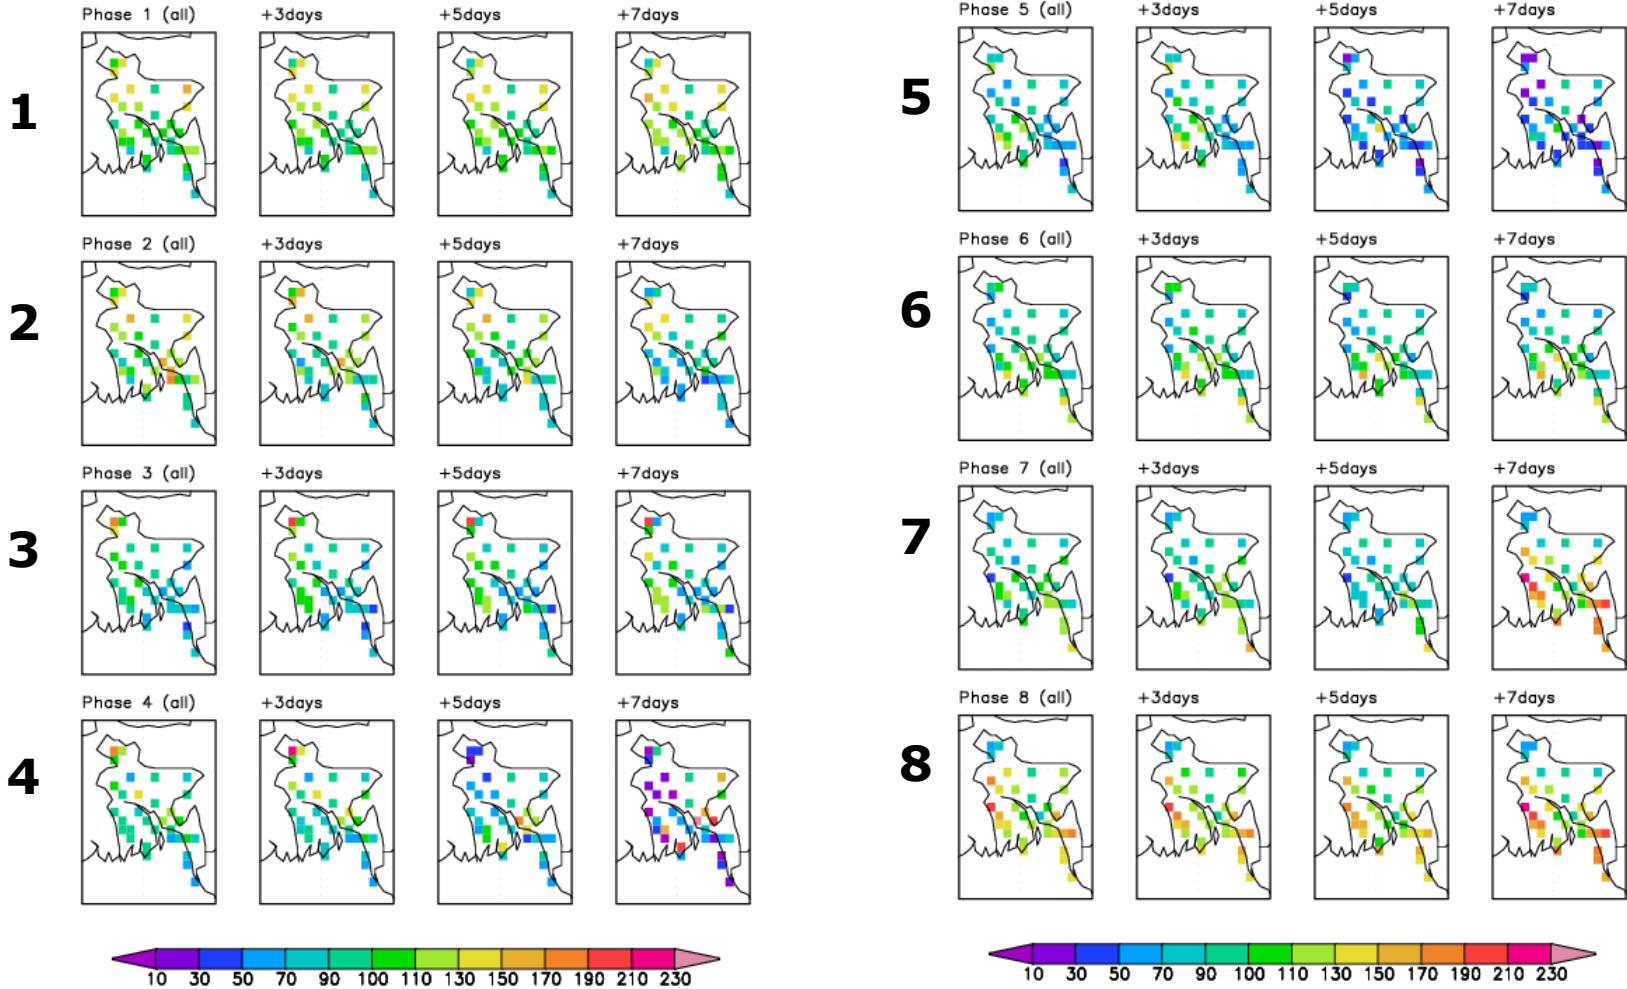 Phase 1 (all) +3days +5days +7days
1
Phase 2 (all) +3days +5days +7days
2
Phase 3 (all) +3days +5days +7days
3
Phase 4 (all) +3days +5days +7days
4
10 30 50 70 90 100 110 130 150 170 190 210 230
Phase 5 (all) +3days +5days +7days
5
Phase 6 (all) +3days +5days +7days
6
Phase 7 (all) +3days +5days +7days
7
Phase 8 (all) +3days +5days +7days
8
10 30 50 70 90 100 110 130 150 170 190 210 230